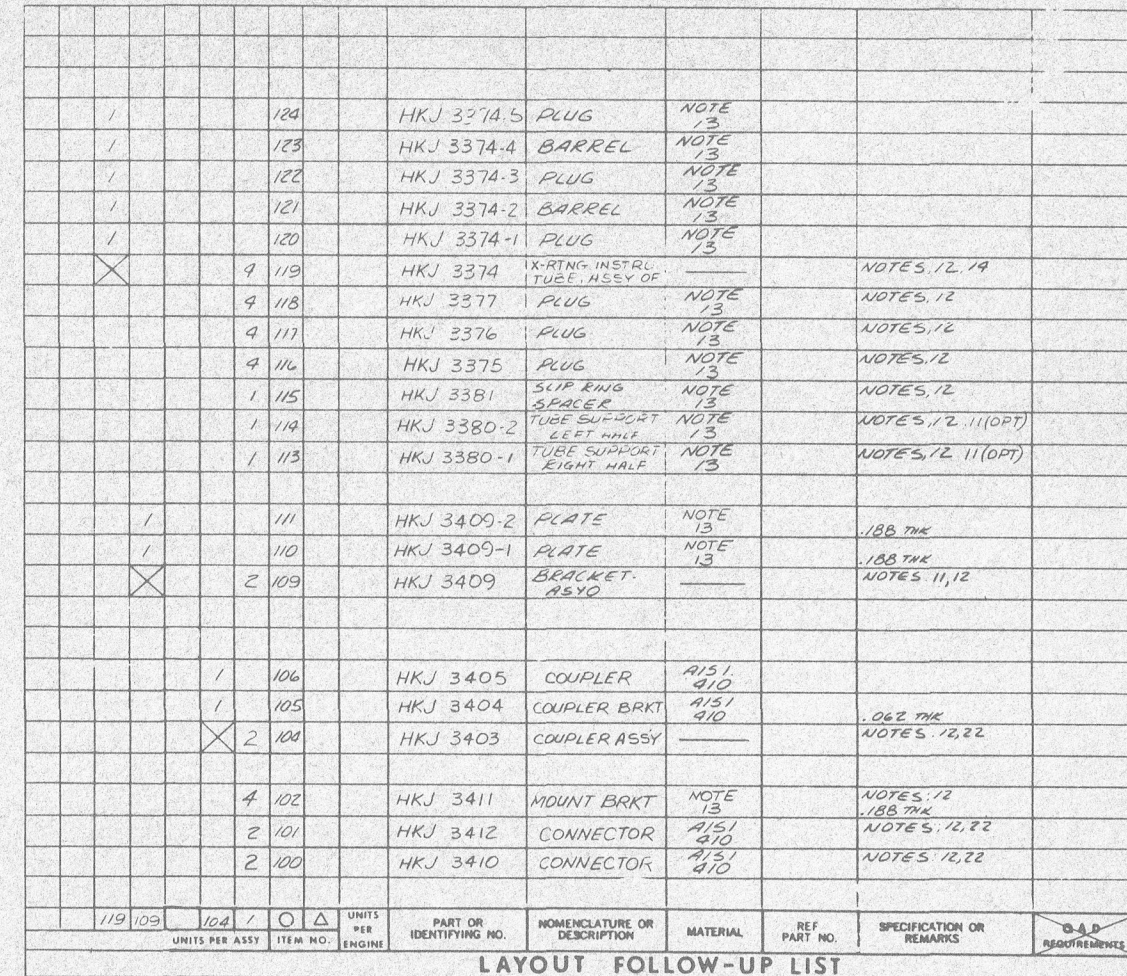 1 124 HKJ 3374-5 PLUG NOTE 13
1 123 HKJ 3374-4 BARREL NOTE 13
1 122 HKJ 3374-3 PLUG NOTE 13
1 121 HKJ 3374-2 BARREL NOTE 13
1 120 HKJ 3374-1 PLUG NOTE 13
X 4 119 HKJ 3374 X-RTNG INSTRU. TUBE, ASSY OF — NOTES, 12, 14
4 118 HKJ 3377 PLUG NOTE 13 NOTES, 12
4 117 HKJ 3376 PLUG NOTE 13 NOTES, 12
4 116 HKJ 3375 PLUG NOTE 13 NOTES, 12
1 115 HKJ 3381 SLIP RING SPACER NOTE 13 NOTES, 12
1 114 HKJ 3380-2 TUBE SUPPORT LEFT HALF NOTE 13 NOTES, 12 11(OPT)
1 113 HKJ 3380-1 TUBE SUPPORT RIGHT HALF NOTE 13 NOTES, 12 11(OPT)
1 111 HKJ 3409-2 PLATE NOTE 13 .188 THK
1 110 HKJ 3409-1 PLATE NOTE 13 .188 THK
X 2 109 HKJ 3409 BRACKET- ASYO — NOTES 11,12
1 106 HKJ 3405 COUPLER AISI 410
1 105 HKJ 3404 COUPLER BRKT AISI 410 .062 THK
X 2 104 HKJ 3403 COUPLER ASSY — NOTES: 12,22
4 102 HKJ 3411 MOUNT BRKT NOTE 13 NOTES: 12 .188 THK
2 101 HKJ 3412 CONNECTOR AISI 410 NOTES: 12,22
2 100 HKJ 3410 CONNECTOR AISI 410 NOTES: 12,22
119 109 104 1 O Δ UNITS PER ENGINE PART OR IDENTIFYING NO. NOMENCLATURE OR DESCRIPTION MATERIAL REF PART NO. SPECIFICATION OR REMARKS QAD REQUIREMENTS
UNITS PER ASSY ITEM NO.
LAYOUT FOLLOW-UP LIST